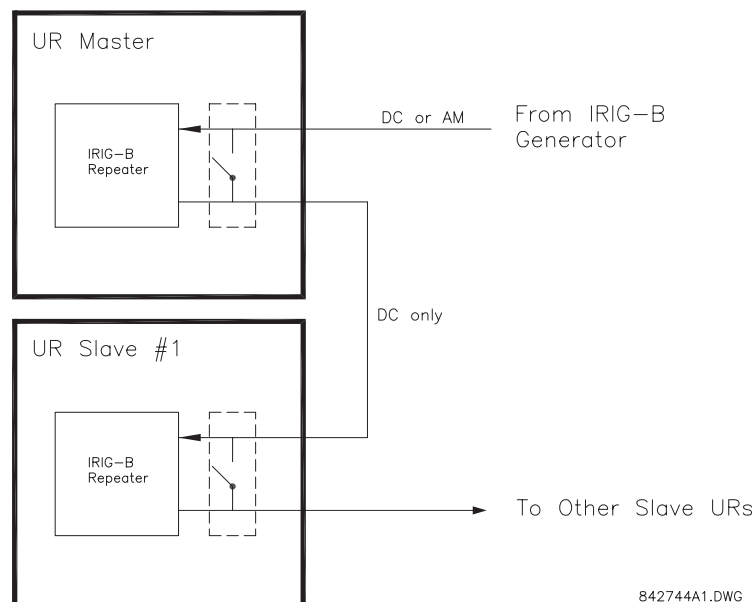 UR Master
DC or AM
From IRIG-B
Generator
IRIG-B
Repeater
DC only
UR Slave #1
IRIG-B
Repeater
To Other Slave URs
842744A1.DWG